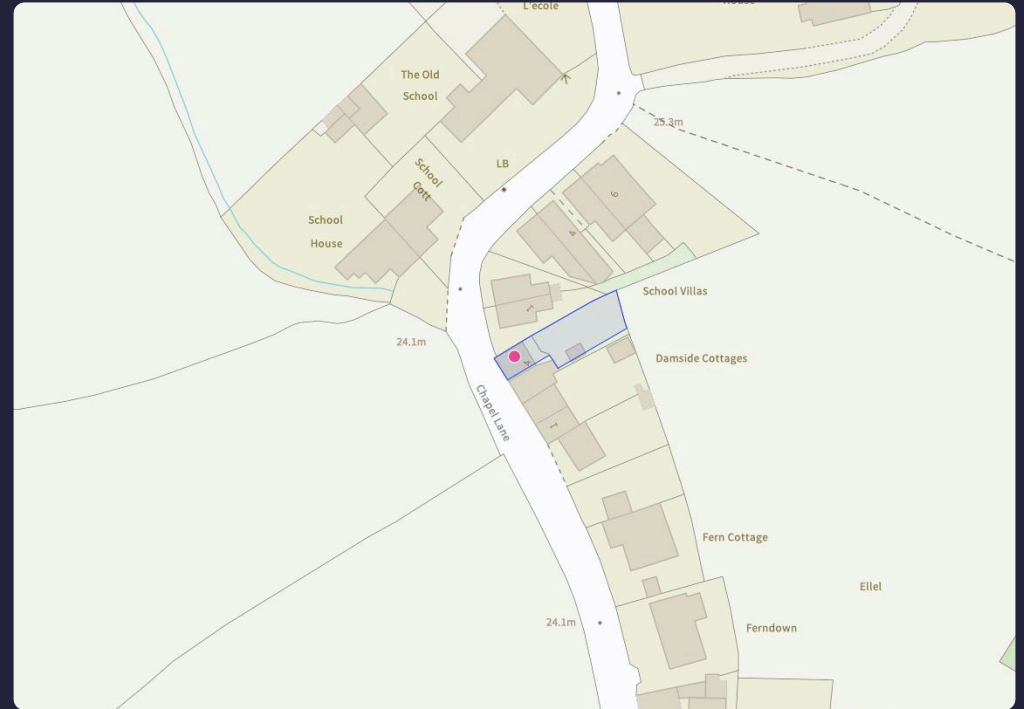 L'ecole
The Old
School
25.3m
School
Cott
LB
6
School
House
4
School Villas
1
24.1m
Damside Cottages
4
Chapel Lane
1
Fern Cottage
Ellel
24.1m
Ferndown